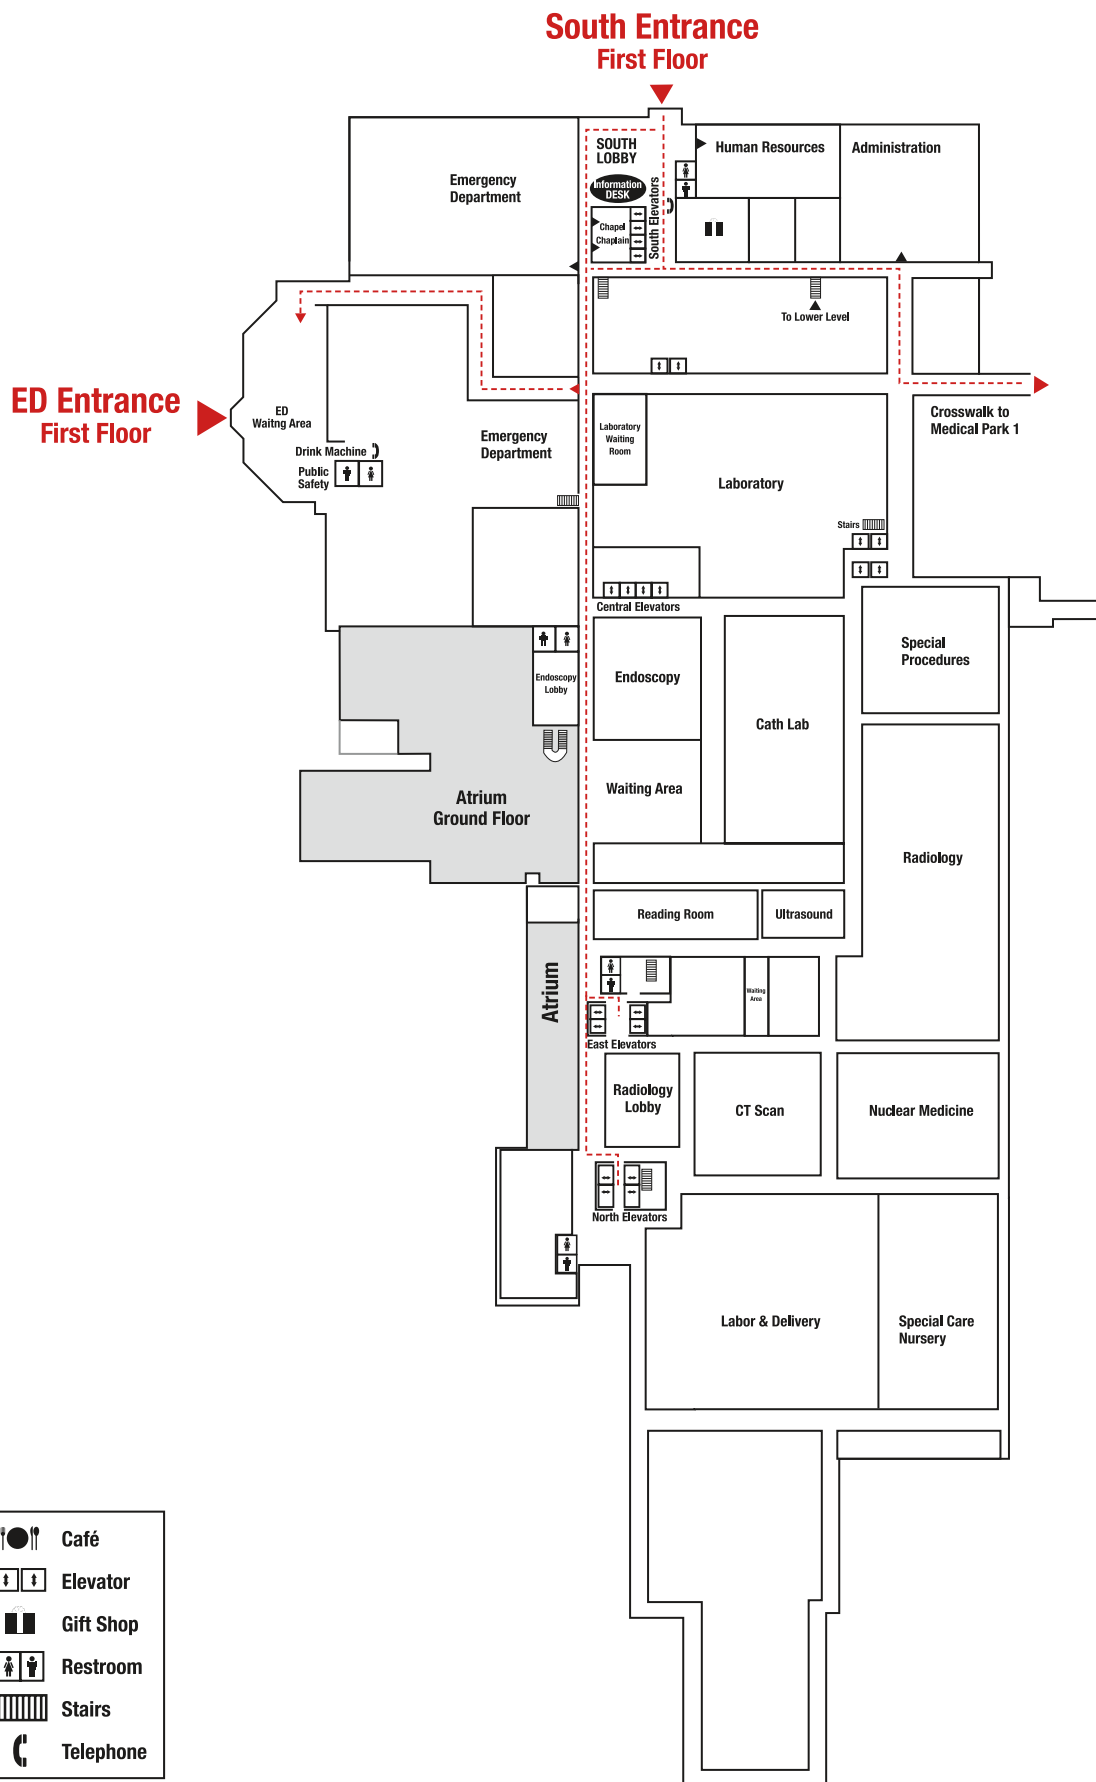 South Entrance
First Floor
SOUTH
LOBBY
Human Resources
Administration
Emergency
Department
Information
DESK
South Elevators
Chapel
Chaplain
To Lower Level
ED Entrance
First Floor
ED
Waitng Area
Crosswalk to
Medical Park 1
Laboratory
Waiting
Room
Emergency
Department
Drink Machine
Public
Safety
Laboratory
Stairs
Central Elevators
Special
Procedures
Endoscopy
Endoscopy
Lobby
Cath Lab
Waiting Area
Atrium
Ground Floor
Radiology
Reading Room
Ultrasound
Atrium
Waiting
Area
East Elevators
Radiology
Lobby
CT Scan
Nuclear Medicine
North Elevators
Labor & Delivery
Special Care
Nursery
Café
Elevator
Gift Shop
Restroom
Stairs
Telephone